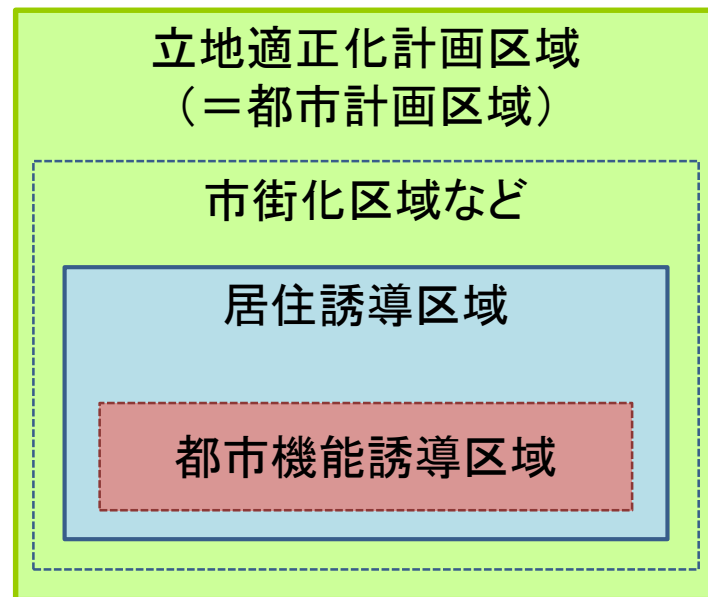 立地適正化計画区域
（＝都市計画区域）
市街化区域など
居住誘導区域
都市機能誘導区域